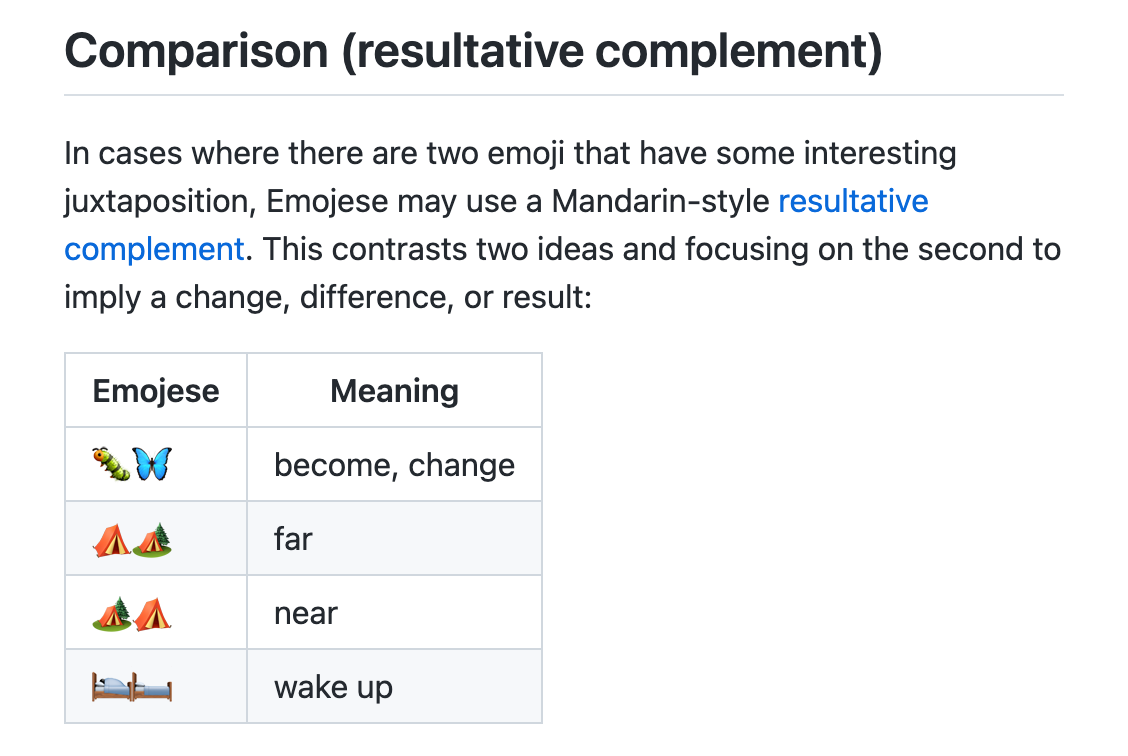 Comparison (resultative complement)
In cases where there are two emoji that have some interesting
juxtaposition, Emojese may use a Mandarin-style resultative
complement. This contrasts two ideas and focusing on the second to
imply a change, difference, or result:
Emojese Meaning
🐛🦋 become, change
⛺🏕️ far
🏕️⛺ near
🛌🛏️ wake up